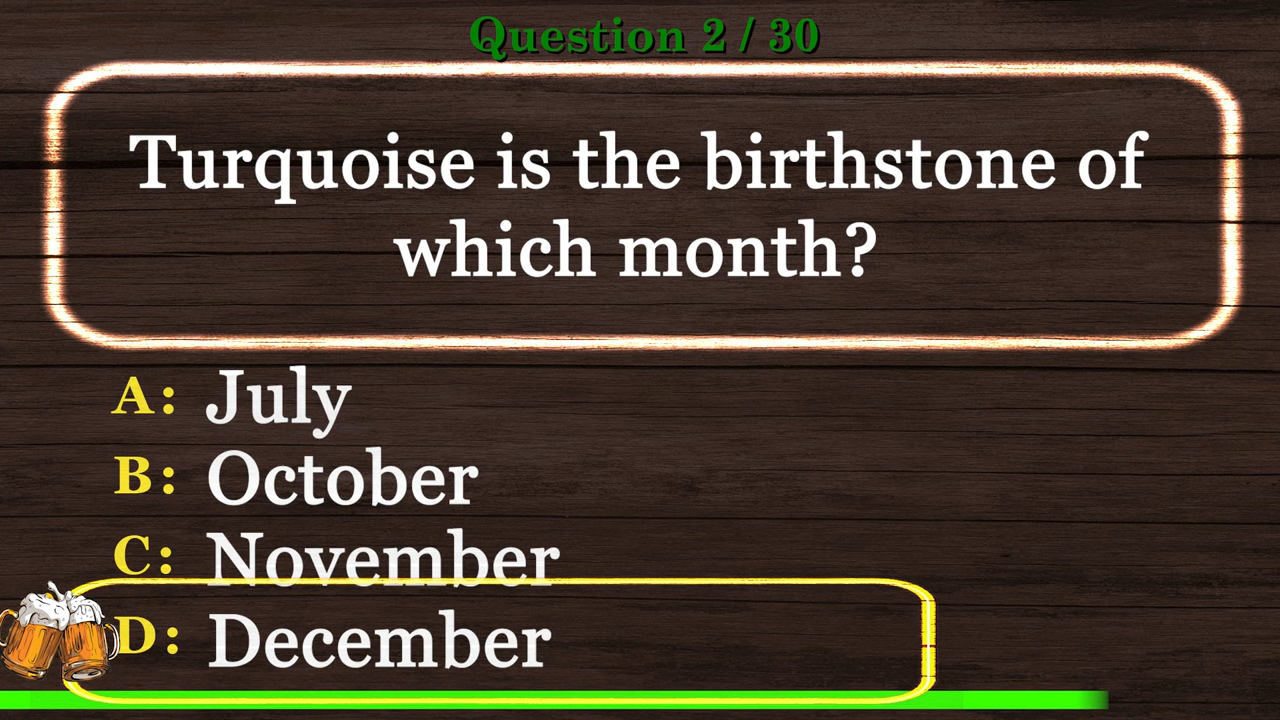 Question 2 / 30
Turquoise is the birthstone of
which month?
A: July
B: October
C: November
D: December